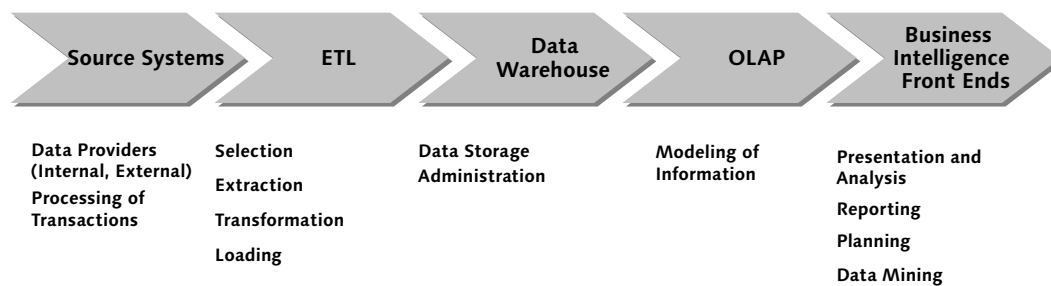 Source Systems
ETL
Data
Warehouse
OLAP
Business
Intelligence
Front Ends
Data Providers
(Internal, External)
Processing of
Transactions
Selection
Extraction
Transformation
Loading
Data Storage
Administration
Modeling of
Information
Presentation and
Analysis
Reporting
Planning
Data Mining